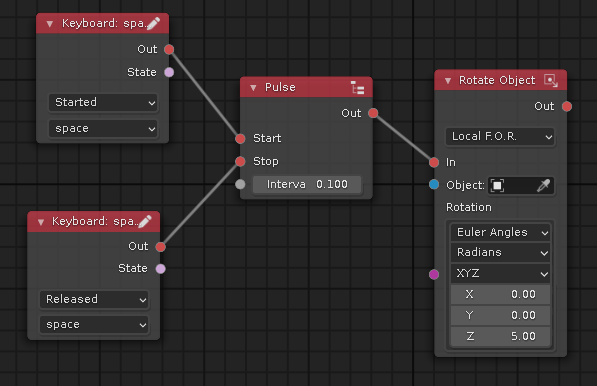 Keyboard: spa..
Out
State
Started
space
Pulse
Out
Start
Stop
Interva 0.100
Rotate Object
Out
Local F.O.R.
In
Object:
Rotation
Euler Angles
Radians
XYZ
X 0.00
Y 0.00
Z 5.00
Keyboard: spa..
Out
State
Released
space